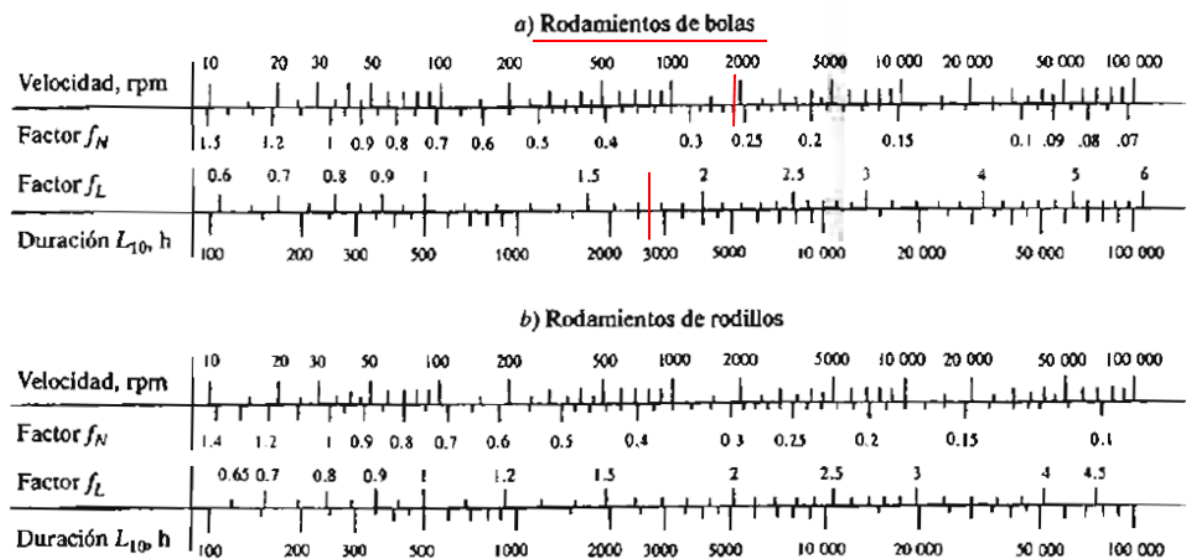 a) Rodamientos de bolas
10 20 30 50 100 200 500 1000 2000 5000 10 000 20 000 50 000 100 000
Velocidad, rpm
Factor f_N
1.5 1.2 1 0.9 0.8 0.7 0.6 0.5 0.4 0.3 0.25 0.2 0.15 0.1 .09 .08 .07
0.6 0.7 0.8 0.9 1 1.5 2 2.5 3 4 5 6
Factor f_L
Duración L_10, h
100 200 300 500 1000 2000 3000 5000 10 000 20 000 50 000 100 000
b) Rodamientos de rodillos
10 20 30 50 100 200 500 1000 2000 5000 10 000 20 000 50 000 100 000
Velocidad, rpm
Factor f_N
1.4 1.2 1 0.9 0.8 0.7 0.6 0.5 0.4 0.3 0.25 0.2 0.15 0.1
0.65 0.7 0.8 0.9 1 1.2 1.5 2 2.5 3 4 4.5
Factor f_L
Duración L_10, h
100 200 300 500 1000 2000 3000 5000 10 000 20 000 50 000 100 000